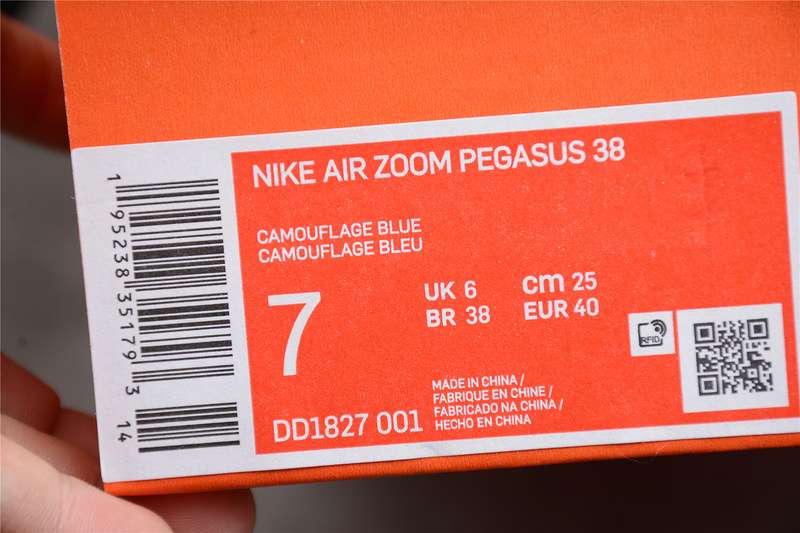 NIKE AIR ZOOM PEGASUS 38
CAMOUFLAGE BLUE
CAMOUFLAGE BLEU
7
UK 6
cm 25
BR 38
EUR 40
RFID
MADE IN CHINA /
FABRIQUE EN CHINE /
FABRICADO NA CHINA /
HECHO EN CHINA
DD1827 001
1 95238 35179 3 14